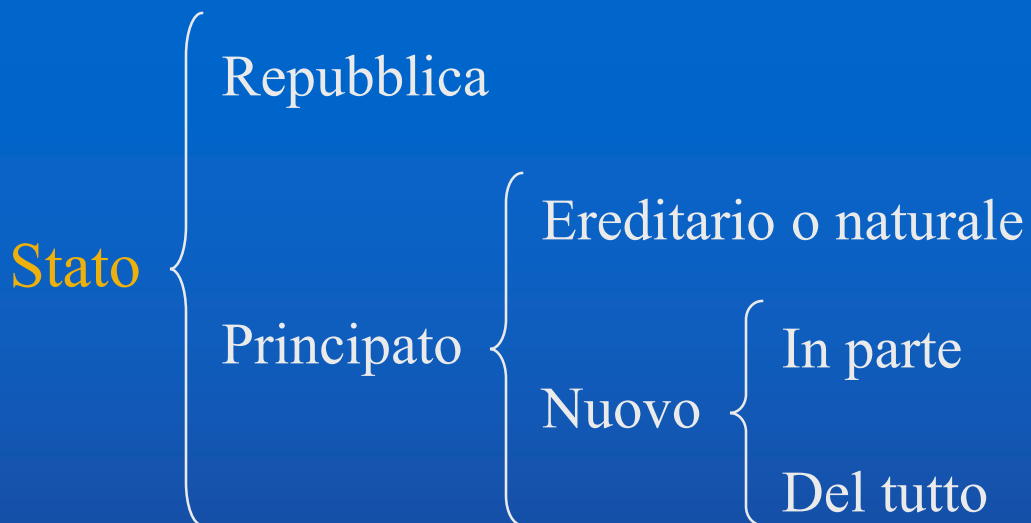 Repubblica
Ereditario o naturale
Stato
Principato
In parte
Nuovo
Del tutto